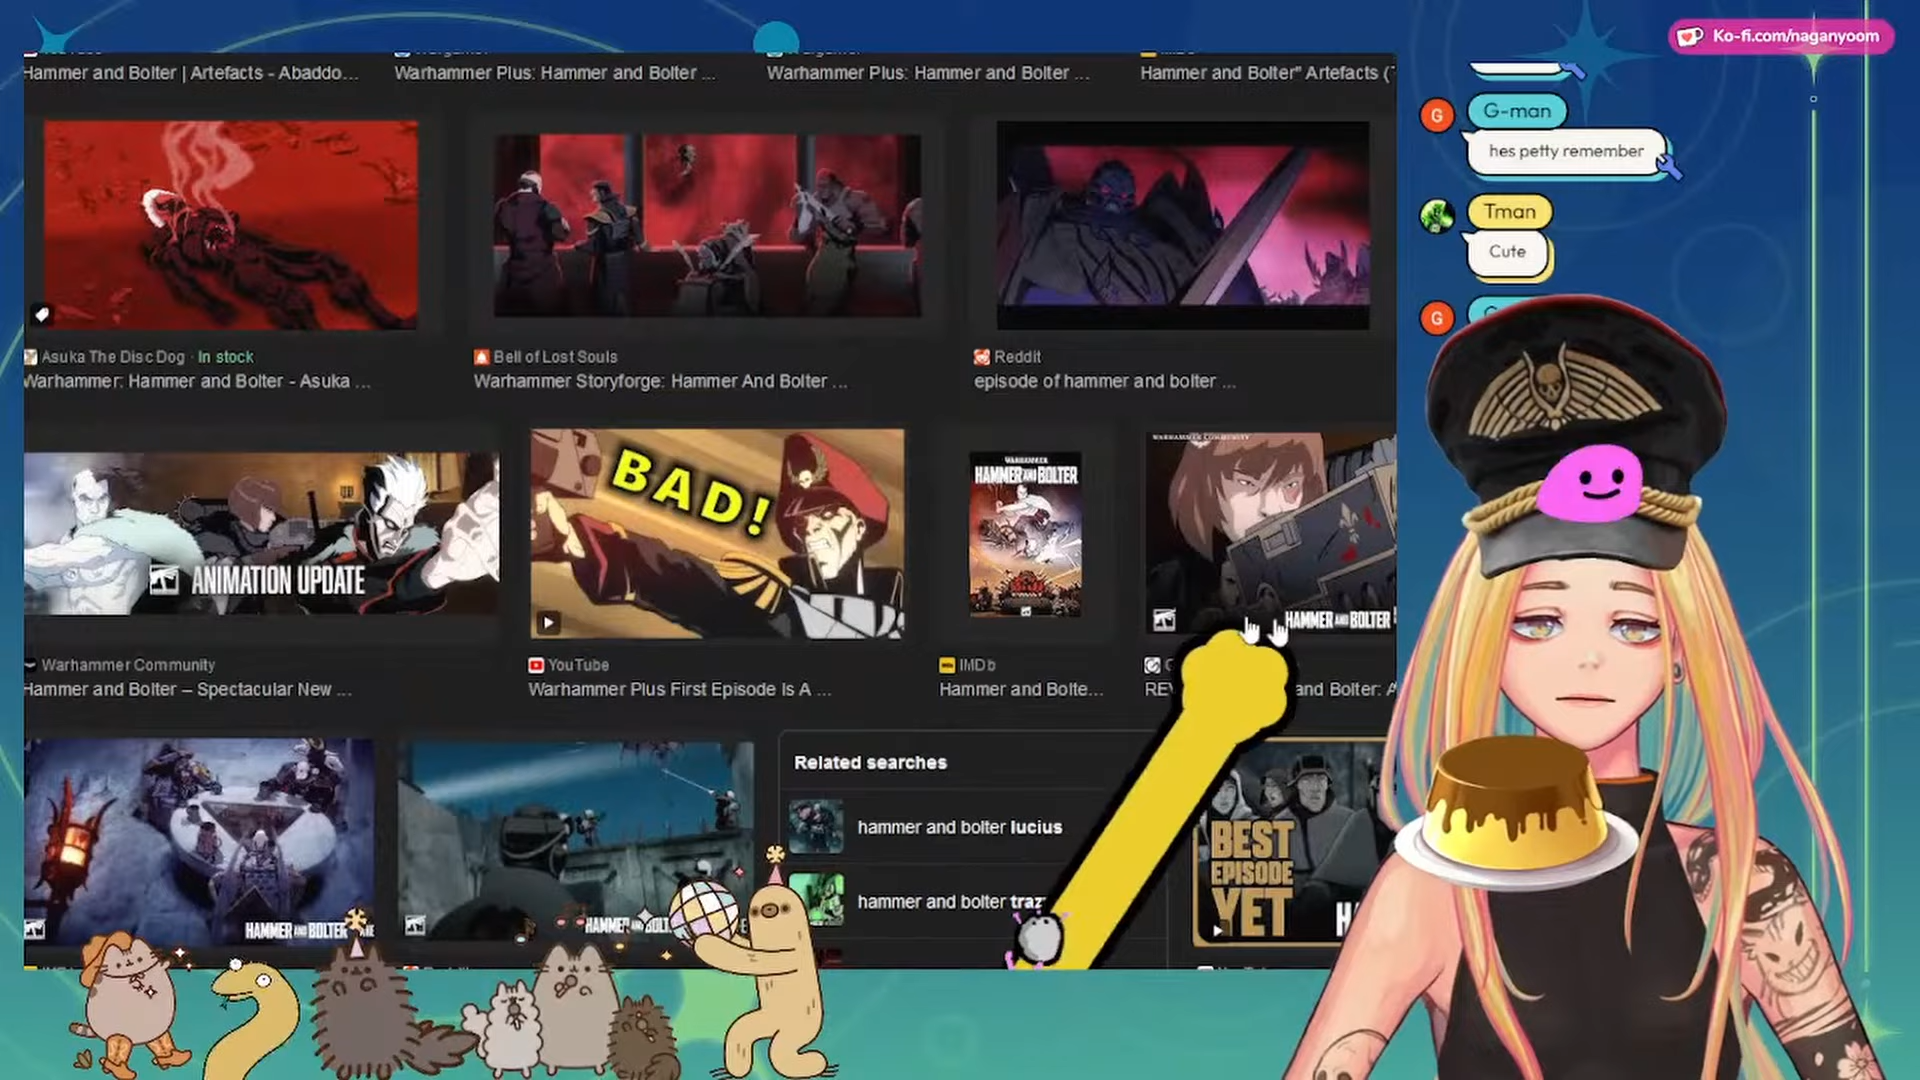 Ko-fi.com/naganyoom
Hammer and Bolter | Artefacts - Abaddo...
Warhammer Plus: Hammer and Bolter ...
Warhammer Plus: Hammer and Bolter ...
Hammer and Bolter" Artefacts (
G
G-man
hes petty remember
Tman
Cute
G
Asuka The Disc Dog · In stock
Warhammer: Hammer and Bolter - Asuka ...
Bell of Lost Souls
Warhammer Storyforge: Hammer And Bolter ...
Reddit
episode of hammer and bolter ...
ANIMATION UPDATE
BAD!
WARHAMMER
HAMMER AND BOLTER
WARHAMMER COMMUNITY
HAMMER AND BOLTER
Warhammer Community
Hammer and Bolter – Spectacular New ...
YouTube
Warhammer Plus First Episode Is A ...
IMDb
Hammer and Bolte...
and Bolter: A
Related searches
hammer and bolter lucius
hammer and bolter
BEST
EPISODE
YET
HAMMER AND BOLTER